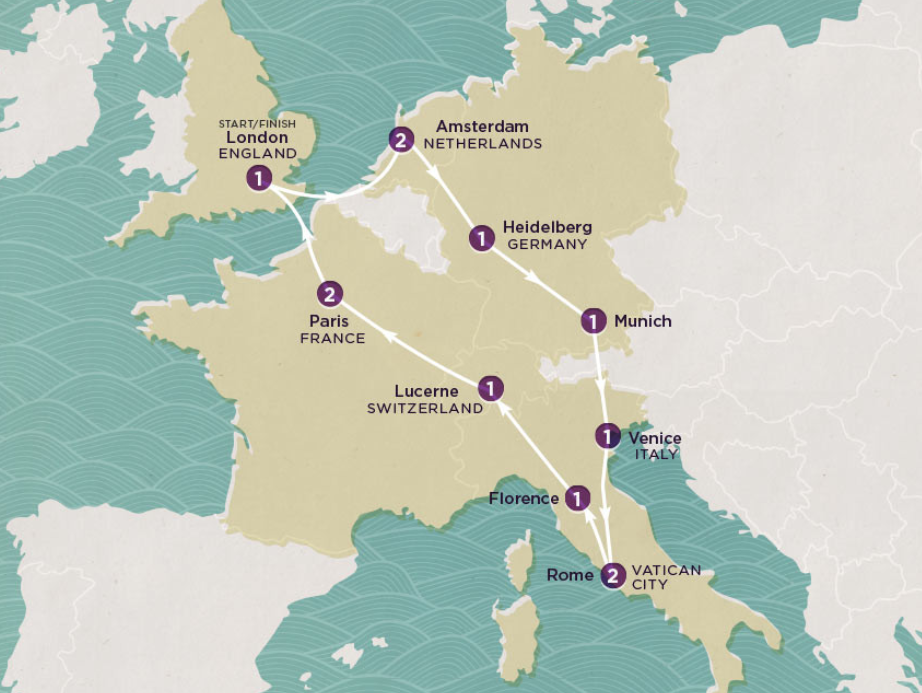 START/FINISH
London
ENGLAND
1
2
Amsterdam
NETHERLANDS
1
Heidelberg
GERMANY
2
Paris
FRANCE
1
Munich
Lucerne
SWITZERLAND
1
1
Venice
ITALY
Florence
1
Rome
2
VATICAN
CITY